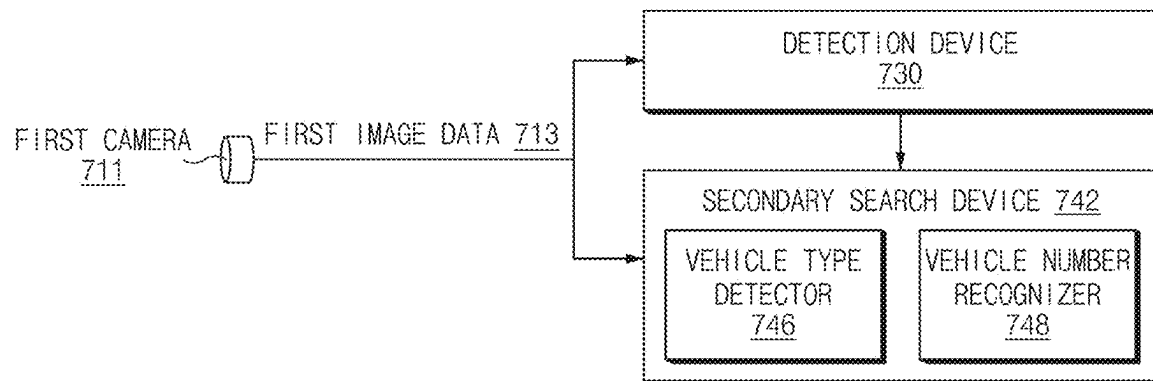 DETECTION DEVICE
730
FIRST CAMERA
711
FIRST IMAGE DATA 713
SECONDARY SEARCH DEVICE 742
VEHICLE TYPE
DETECTOR
746
VEHICLE NUMBER
RECOGNIZER
748